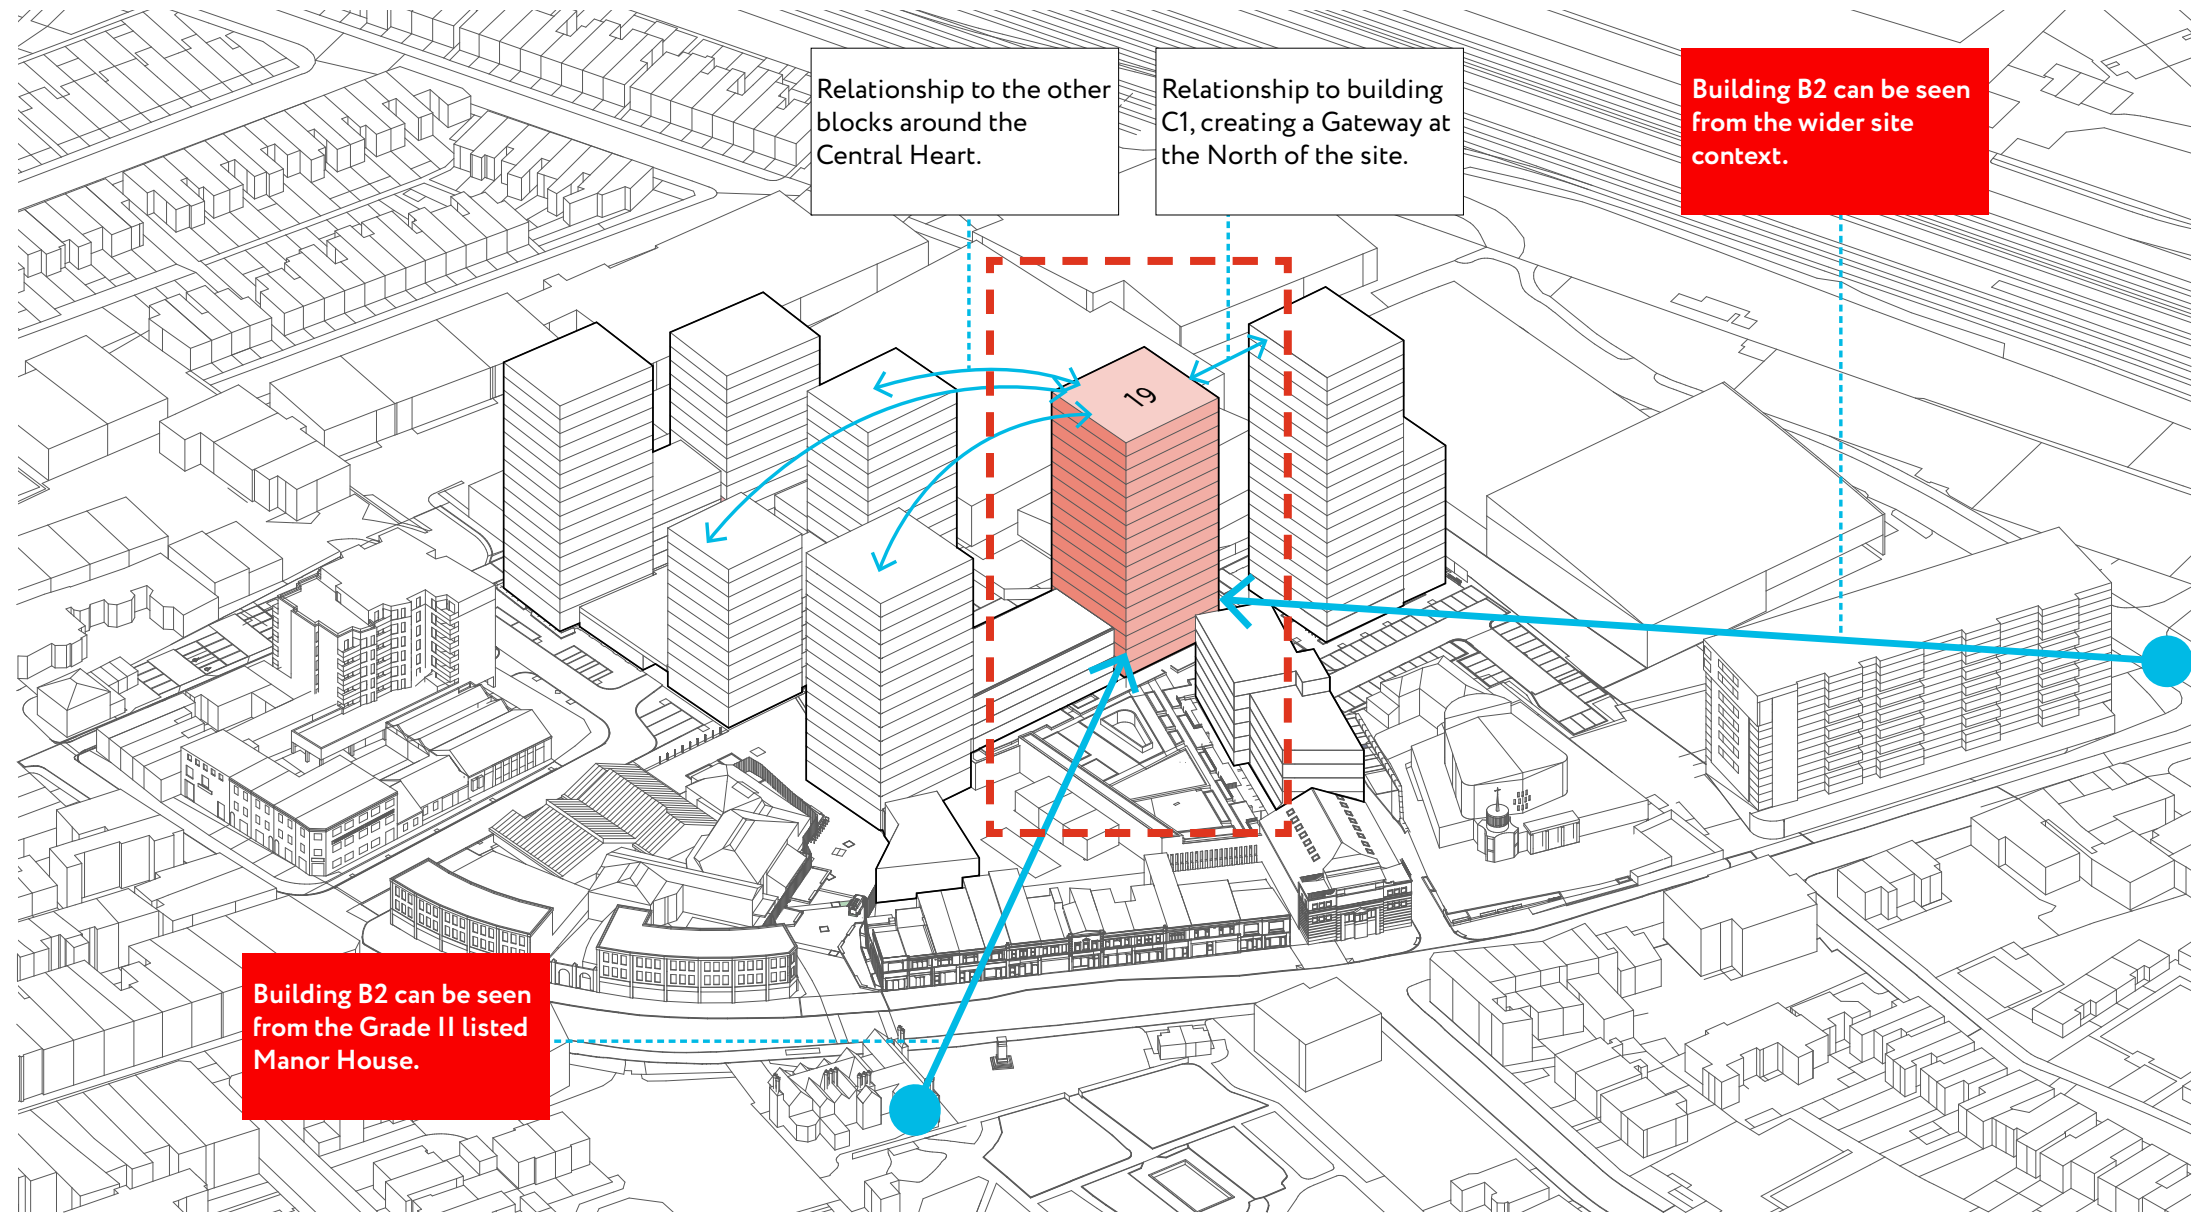 Relationship to the other
blocks around the
Central Heart.
Relationship to building
C1, creating a Gateway at
the North of the site.
Building B2 can be seen
from the wider site
context.
19
Building B2 can be seen
from the Grade II listed
Manor House.